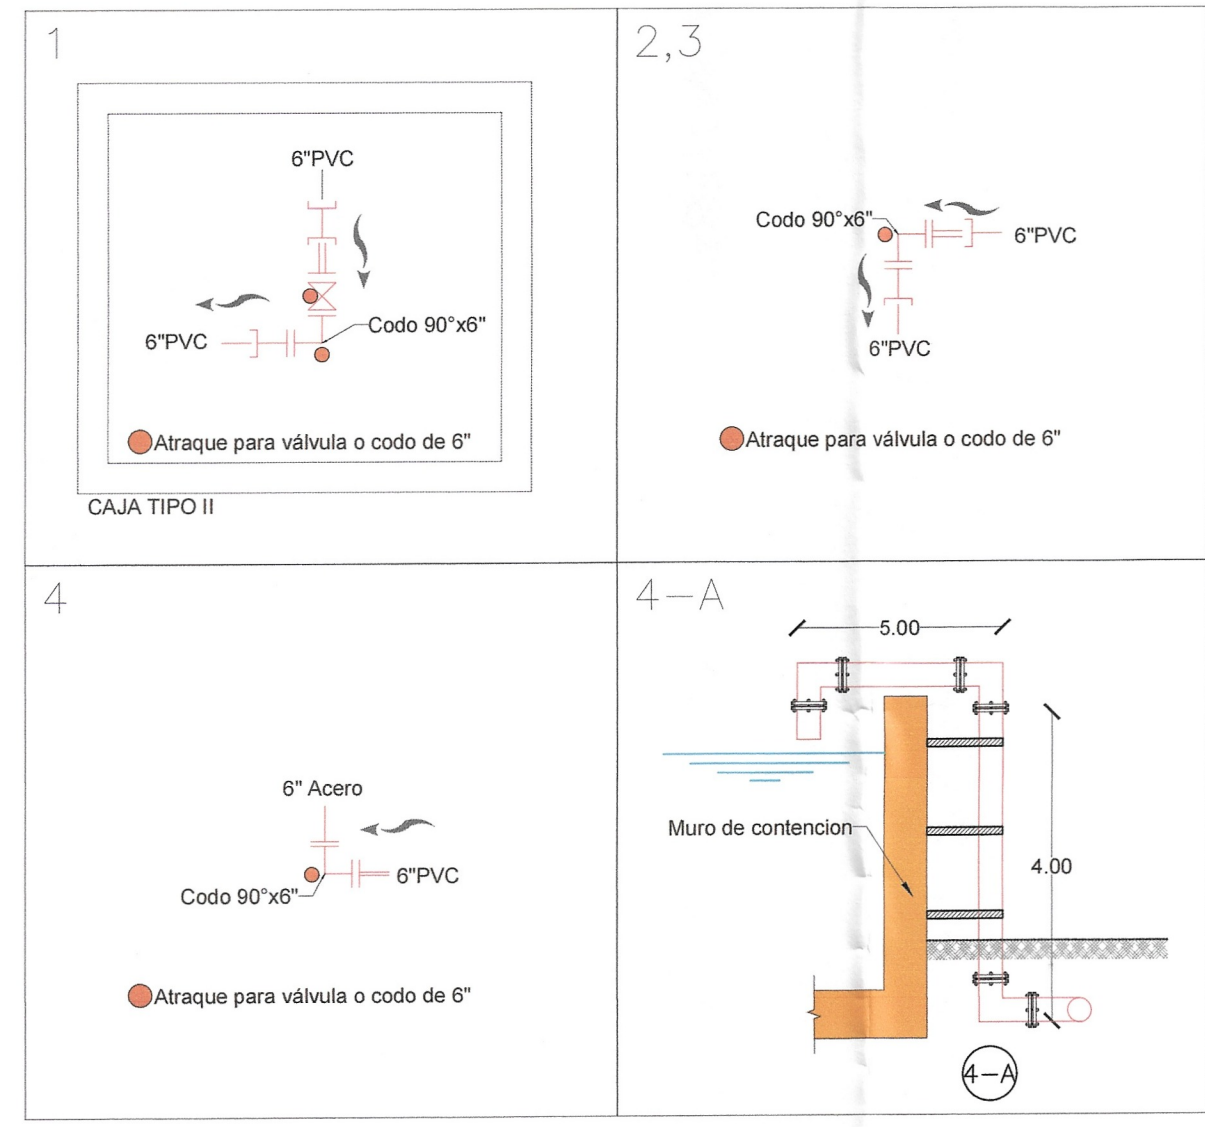 1
6"PVC
Codo 90°x6"
6"PVC
Atraque para válvula o codo de 6"
CAJA TIPO II
2,3
Codo 90°x6"
6"PVC
6"PVC
Atraque para válvula o codo de 6"
4
6" Acero
6"PVC
Codo 90°x6"
Atraque para válvula o codo de 6"
4-A
5.00
Muro de contencion
4.00
4-A